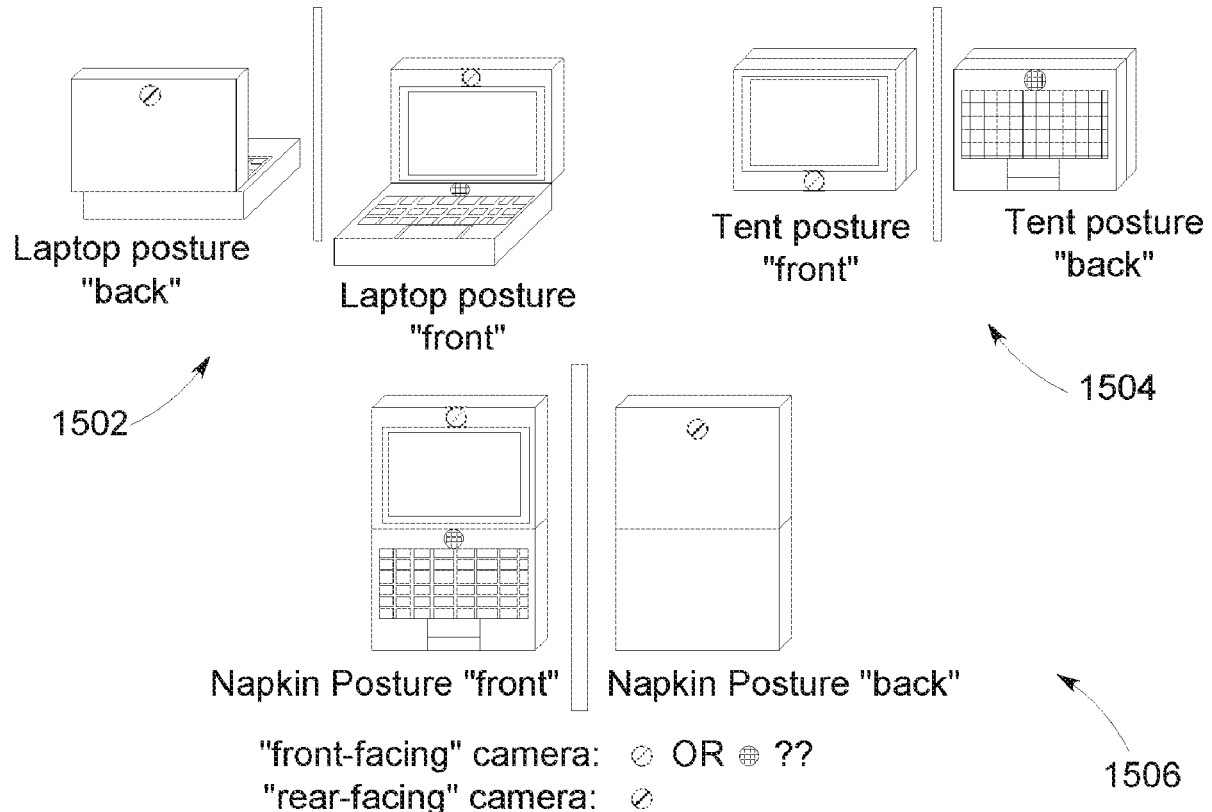 Laptop posture
"back"
Laptop posture
"front"
Tent posture
"front"
Tent posture
"back"
1502
1504
Napkin Posture "front"
Napkin Posture "back"
"front-facing" camera: OR ??
"rear-facing" camera:
1506